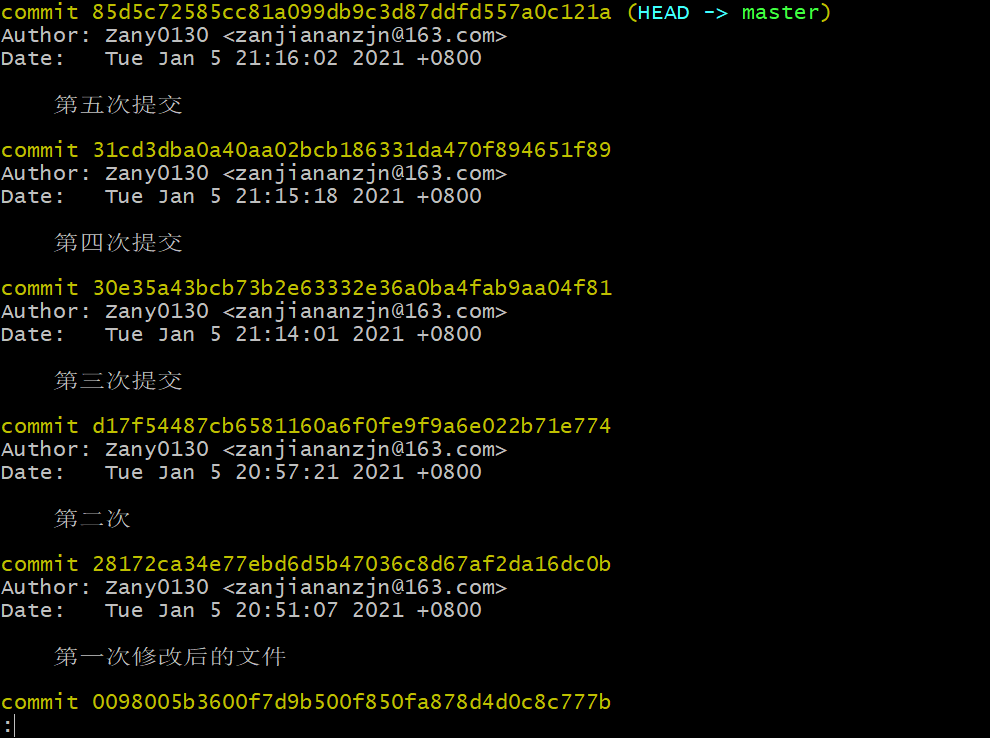 commit 85d5c72585cc81a099db9c3d87ddfd557a0c121a (HEAD -> master)
Author: Zany0130 <zanjiananzjn@163.com>
Date:   Tue Jan 5 21:16:02 2021 +0800
第五次提交
commit 31cd3dba0a40aa02bcb186331da470f894651f89
Author: Zany0130 <zanjiananzjn@163.com>
Date:   Tue Jan 5 21:15:18 2021 +0800
第四次提交
commit 30e35a43bcb73b2e63332e36a0ba4fab9aa04f81
Author: Zany0130 <zanjiananzjn@163.com>
Date:   Tue Jan 5 21:14:01 2021 +0800
第三次提交
commit d17f54487cb6581160a6f0fe9f9a6e022b71e774
Author: Zany0130 <zanjiananzjn@163.com>
Date:   Tue Jan 5 20:57:21 2021 +0800
第二次
commit 28172ca34e77ebd6d5b47036c8d67af2da16dc0b
Author: Zany0130 <zanjiananzjn@163.com>
Date:   Tue Jan 5 20:51:07 2021 +0800
第一次修改后的文件
commit 0098005b3600f7d9b500f850fa878d4d0c8c777b
: